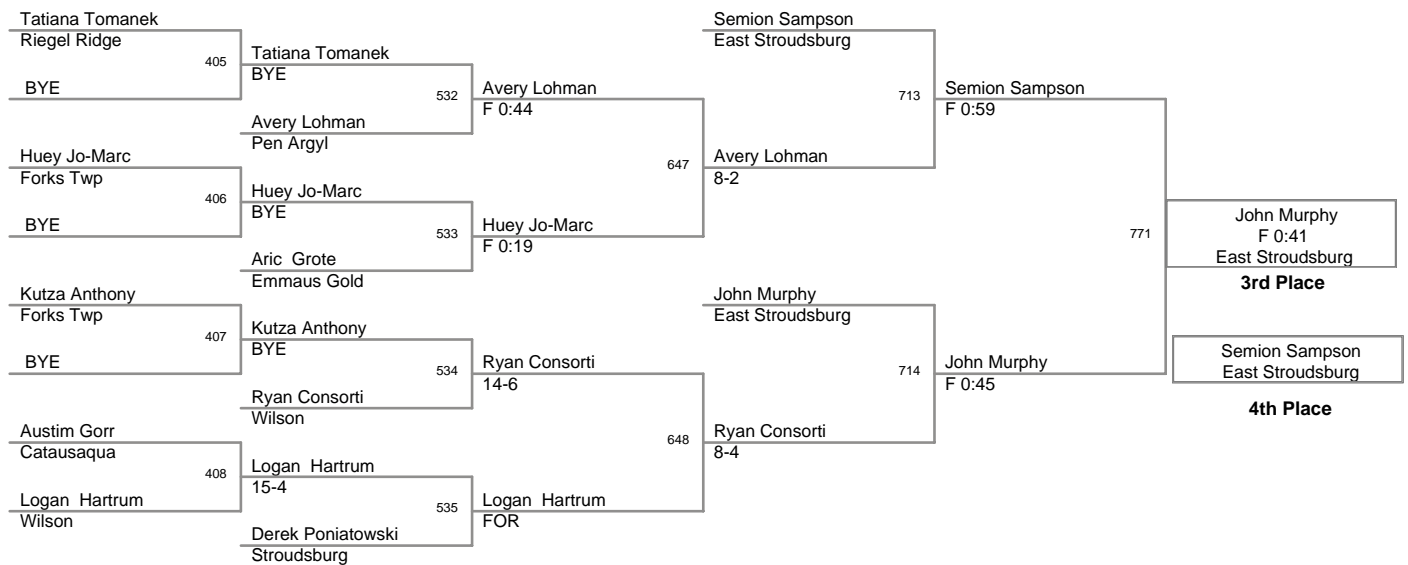 Tatiana Tomanek
Riegel Ridge
405
BYE
Huey Jo-Marc
Forks Twp
406
BYE
Kutza Anthony
Forks Twp
407
BYE
Austim Gorr
Catausaqua
408
Logan Hartrum
Wilson
Tatiana Tomanek
BYE
532
Avery Lohman
Pen Argyl
Huey Jo-Marc
BYE
533
Aric Grote
Emmaus Gold
Kutza Anthony
BYE
534
Ryan Consorti
Wilson
Logan Hartrum
15-4
535
Derek Poniatowski
Stroudsburg
Avery Lohman
F 0:44
647
Huey Jo-Marc
F 0:19
Ryan Consorti
14-6
648
Logan Hartrum
FOR
Semion Sampson
East Stroudsburg
713
Avery Lohman
8-2
John Murphy
East Stroudsburg
714
Ryan Consorti
8-4
Semion Sampson
F 0:59
771
John Murphy
F 0:45
John Murphy
F 0:41
East Stroudsburg
3rd Place
Semion Sampson
East Stroudsburg
4th Place